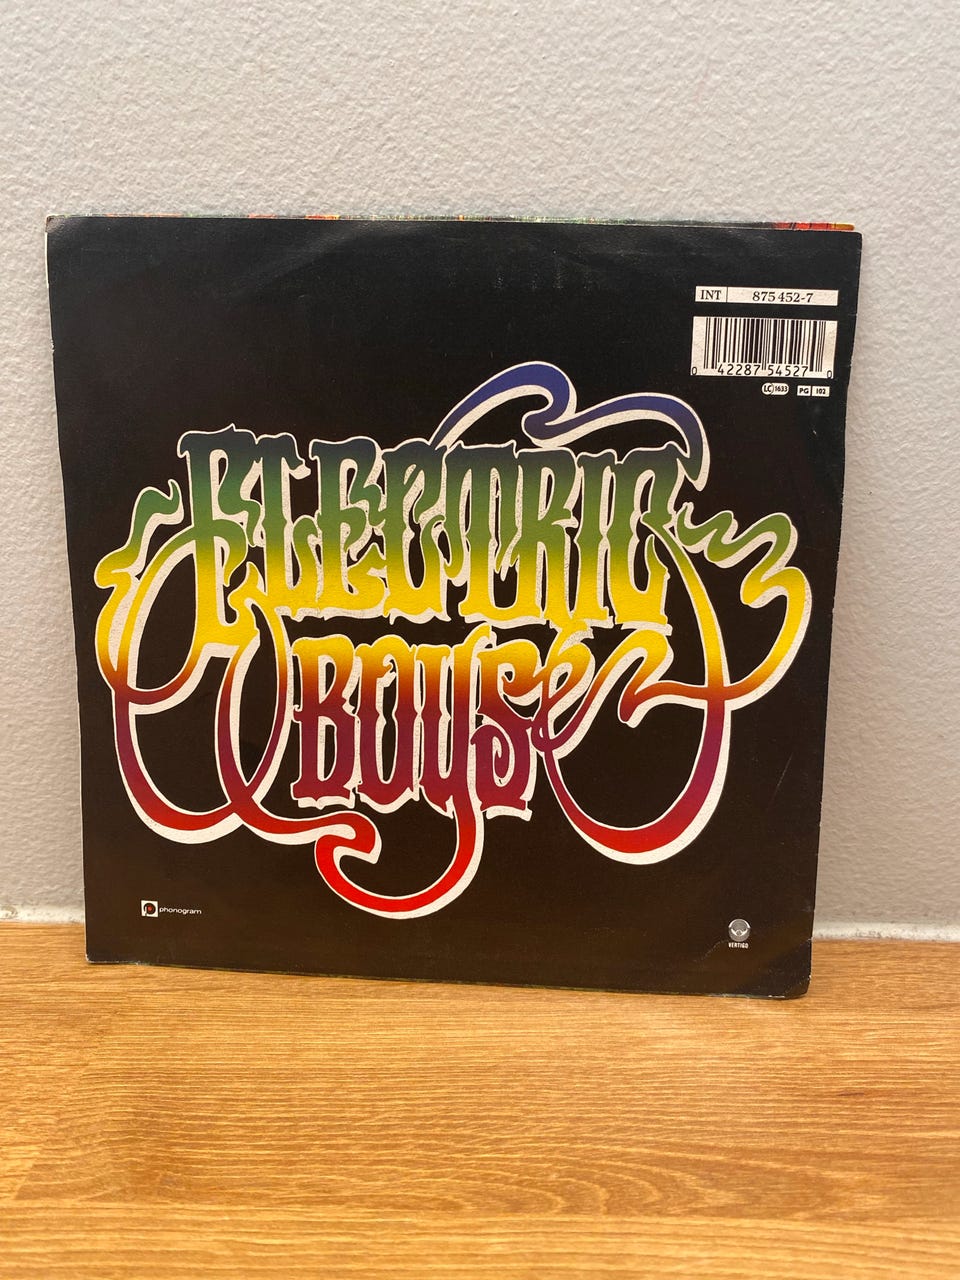 INT 875 452-7
0 42287 54527 0
LC 1633 PG 102
ELECTRIC
BOYS
phonogram
VERTIGO